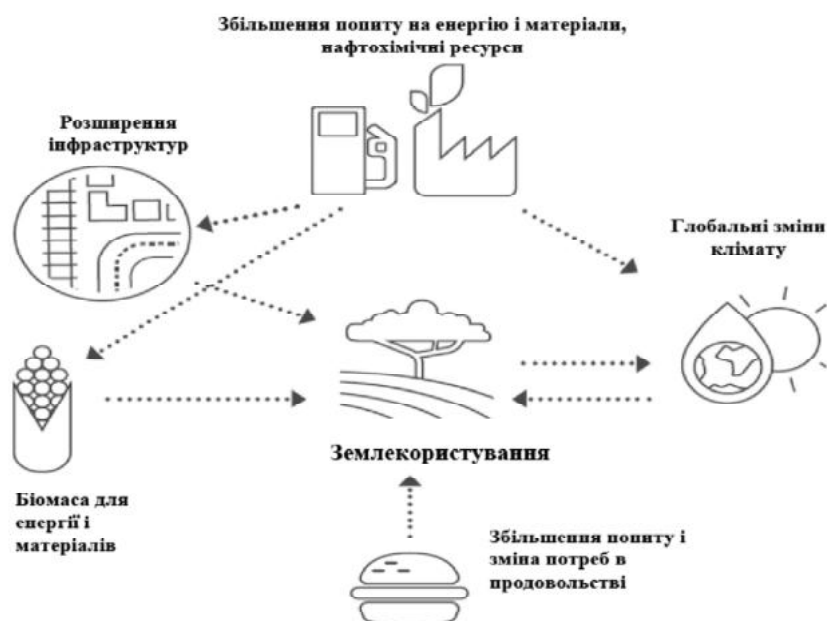 Збільшення попиту на енергію і матеріали,
нафтохімічні ресурси
Розширення
інфраструктур
Глобальні зміни
клімату
Землекористування
Біомаса для
енергії і
матеріалів
Збільшення попиту і
зміна потреб в
продовольстві